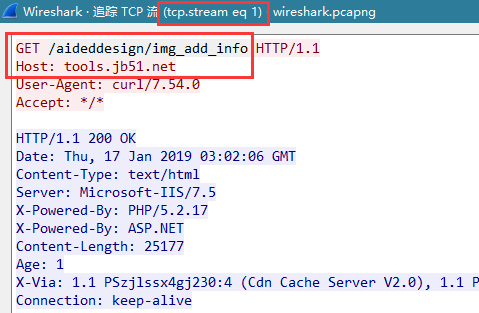 Wireshark · 追踪 TCP 流 (tcp.stream eq 1) · wireshark.pcapng
GET /aideddesign/img_add_info HTTP/1.1
Host: tools.jb51.net
User-Agent: curl/7.54.0
Accept: */*
HTTP/1.1 200 OK
Date: Thu, 17 Jan 2019 03:02:06 GMT
Content-Type: text/html
Server: Microsoft-IIS/7.5
X-Powered-By: PHP/5.2.17
X-Powered-By: ASP.NET
Content-Length: 25177
Age: 1
X-Via: 1.1 PSzjlssx4gj230:4 (Cdn Cache Server V2.0), 1.1 P
Connection: keep-alive